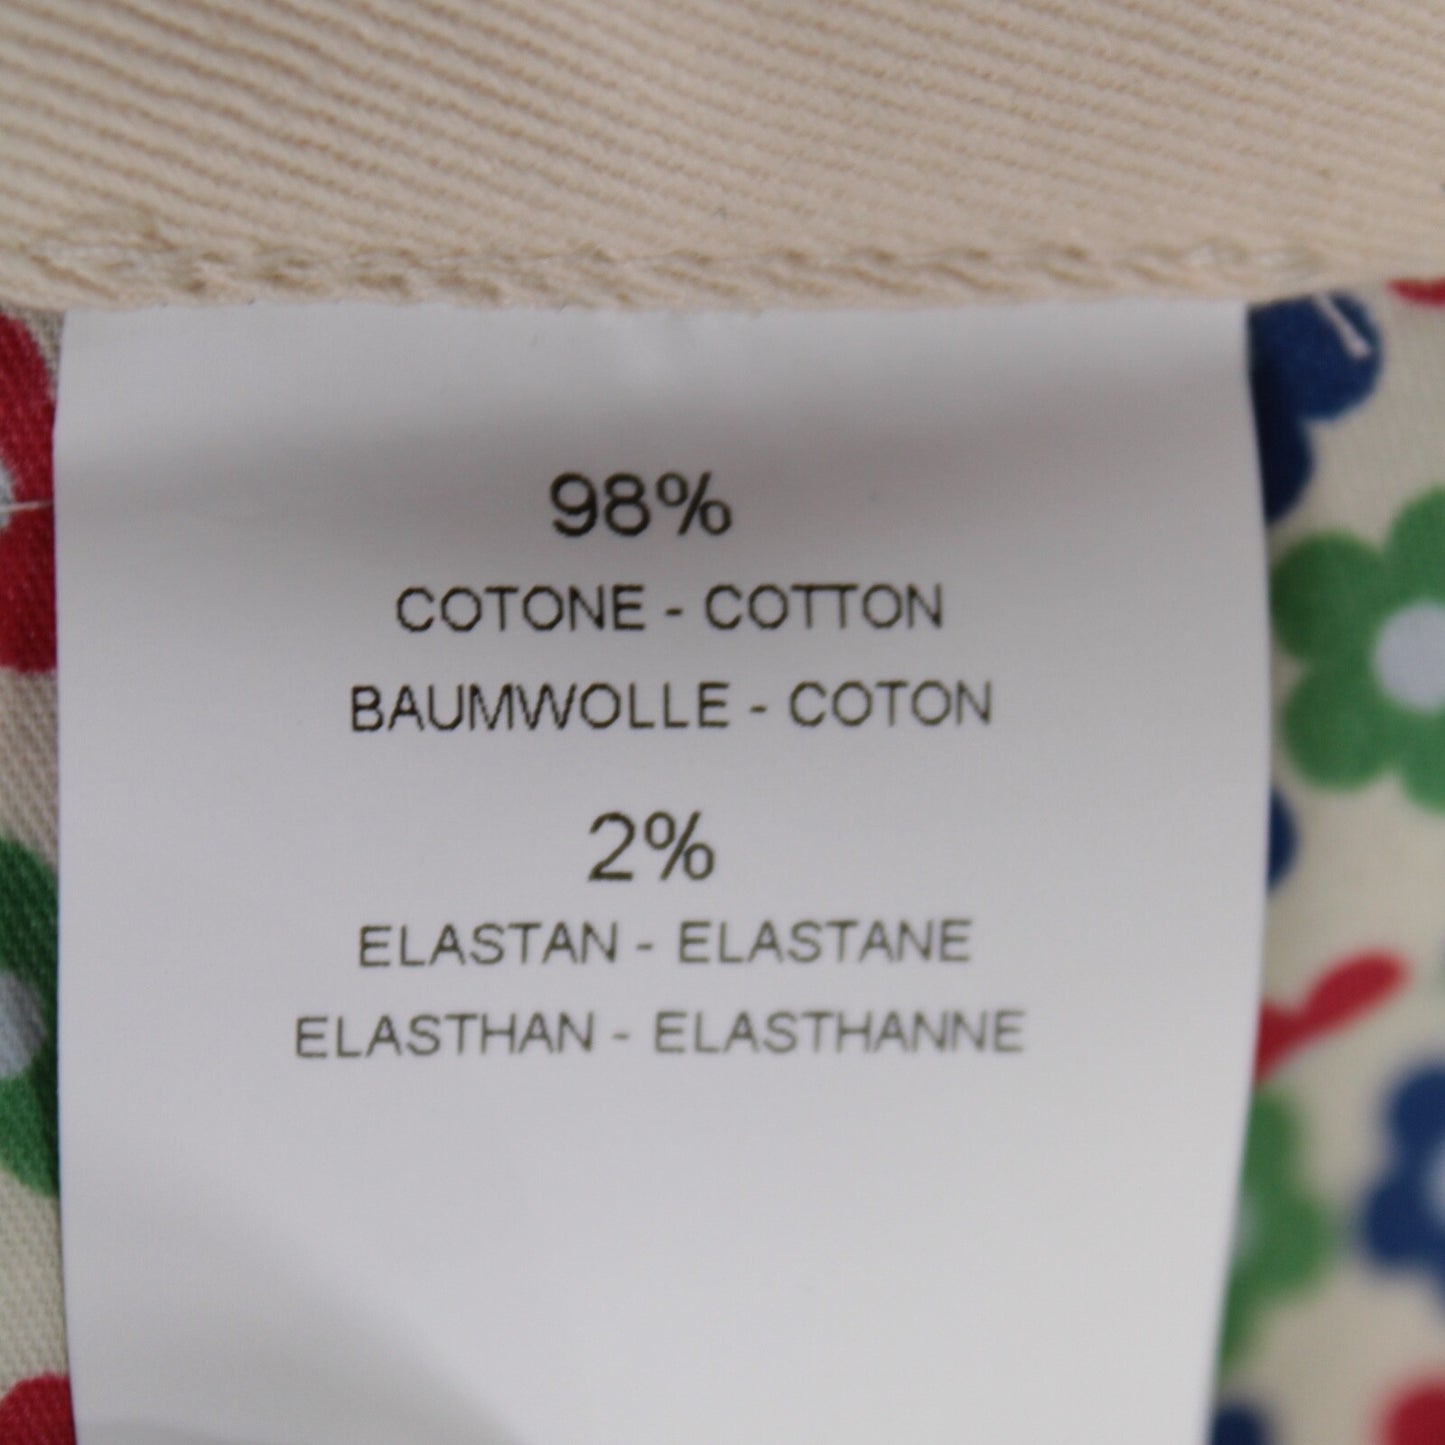 98%
COTONE - COTTON
BAUMWOLLE - COTON
2%
ELASTAN - ELASTANE
ELASTHAN - ELASTHANNE